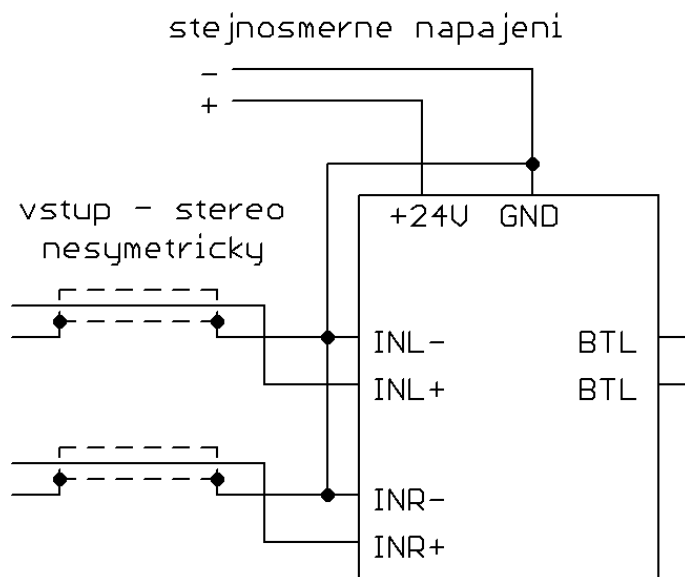 stejnosmerne napajeni
-
+
+24V GND
vstup - stereo
nesymetricky
INL- BTL
INL+ BTL
INR-
INR+